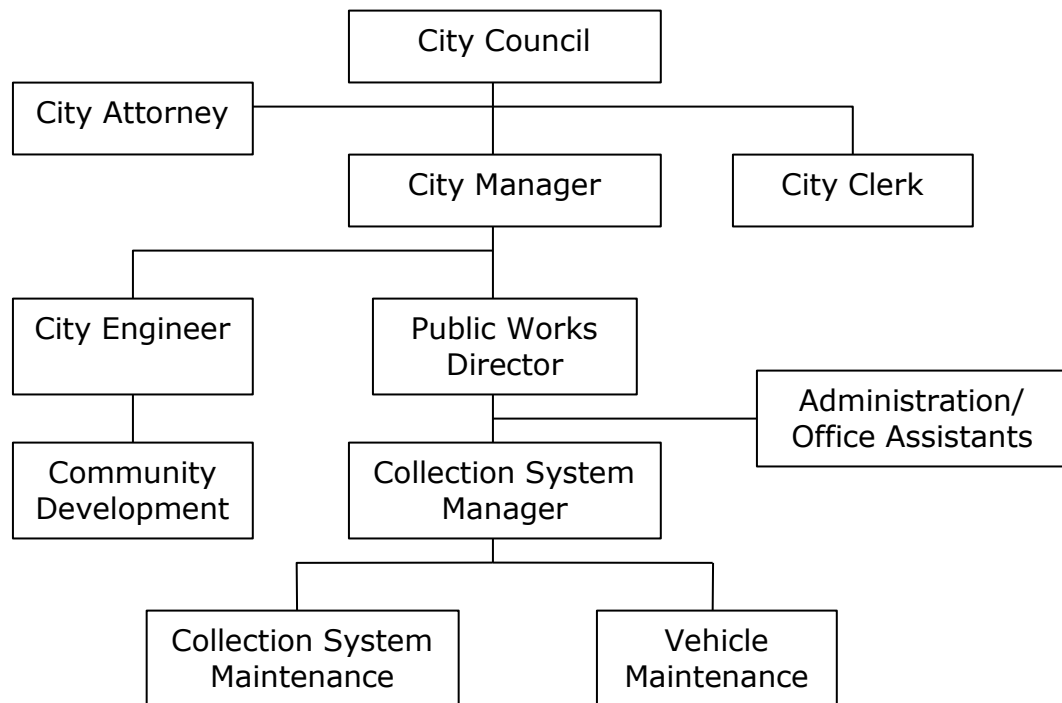 City Council
City Attorney
City Manager
City Clerk
City Engineer
Public Works
Director
Administration/
Office Assistants
Community
Development
Collection System
Manager
Collection System
Maintenance
Vehicle
Maintenance